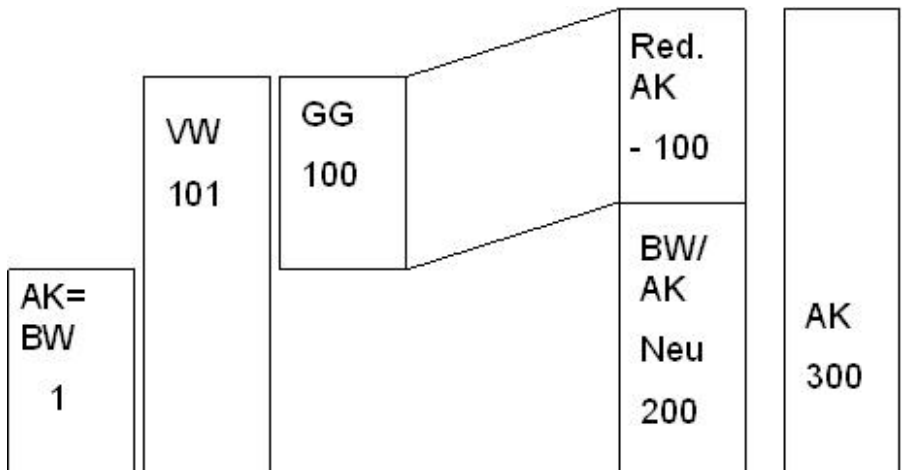 AK=
BW
1
VW
101
GG
100
Red.
AK
- 100
BW/
AK
Neu
200
AK
300